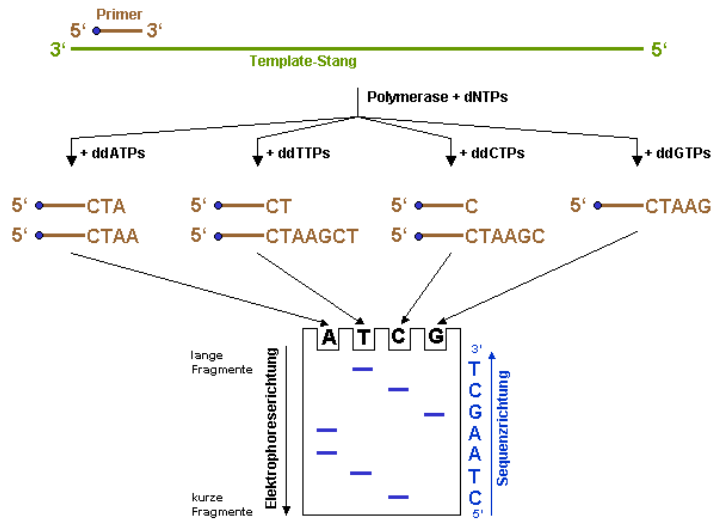 Primer
5' 3'
3' 5'
Template-Stang
Polymerase + dNTPs
+ ddATPs + ddTTPs + ddCTPs + ddGTPs
5' CTA 5' CT 5' C 5' CTAAG
5' CTAA 5' CTAAGCT 5' CTAAGC
A T C G
lange
Fragmente
Elektrophoreserichtung
kurze
Fragmente
3'
T
C
G
A
A
T
C
5'
Sequenzrichtung